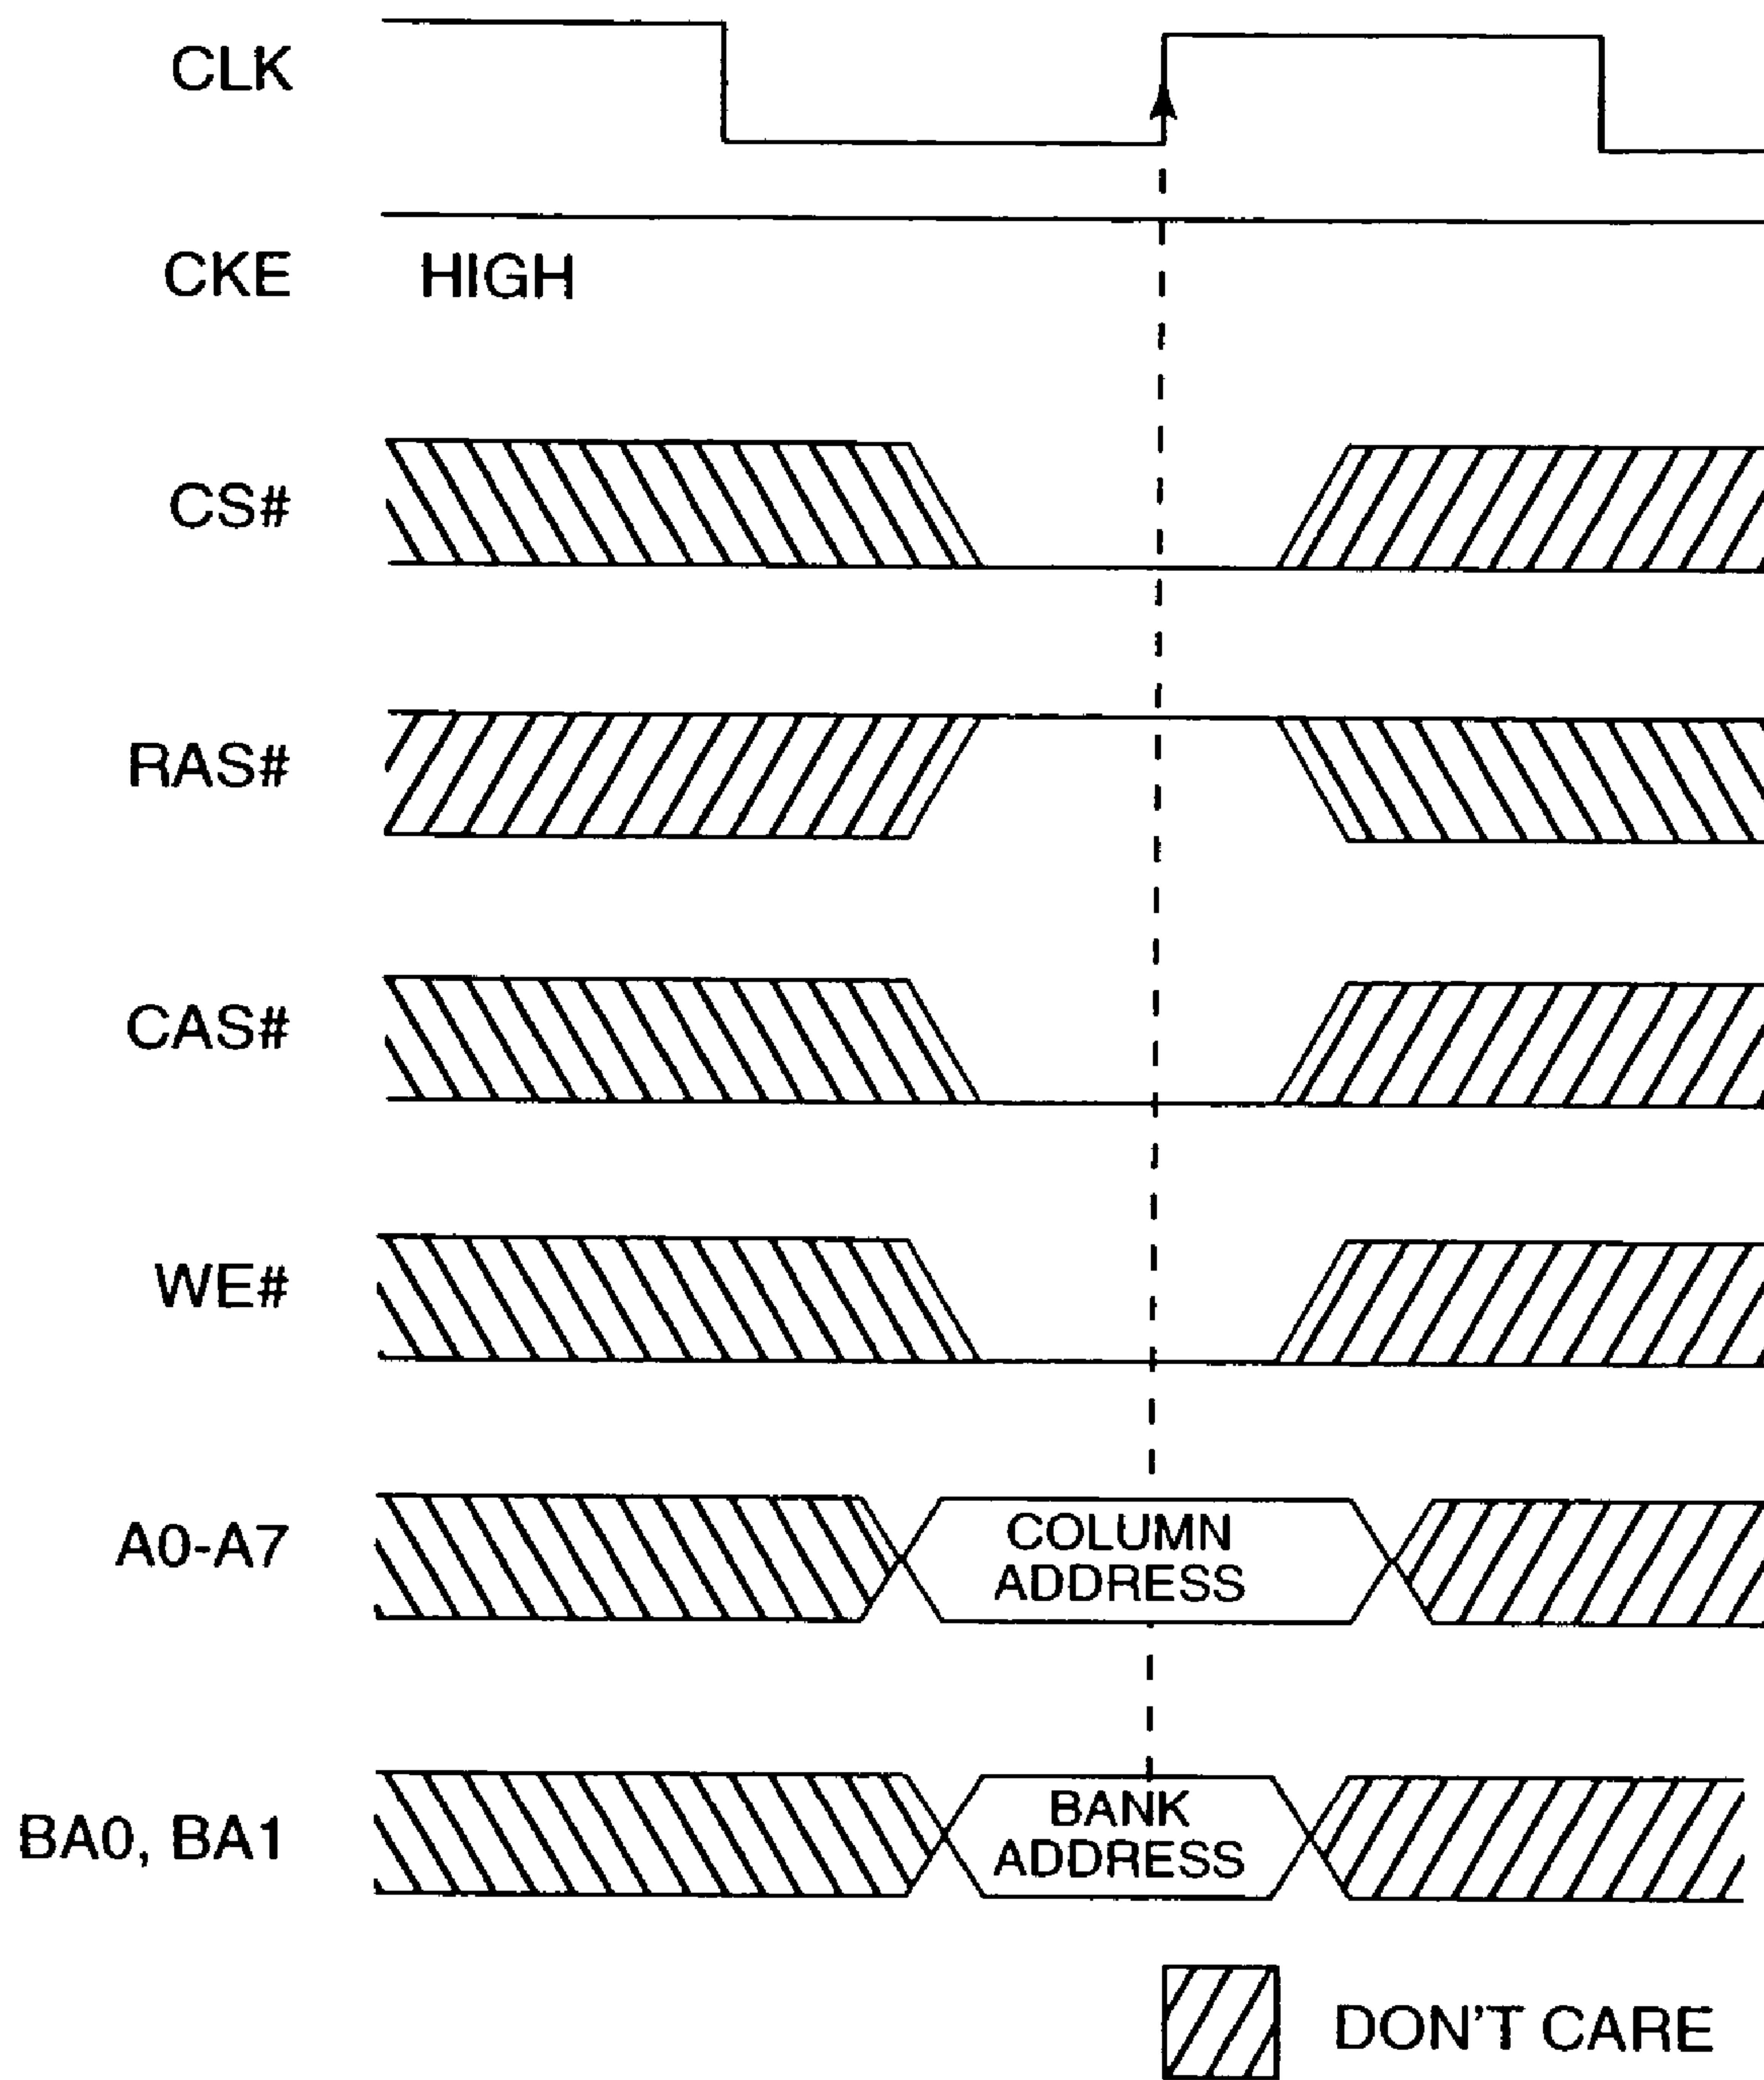 CLK
CKE HIGH
CS#
RAS#
CAS#
WE#
A0-A7 COLUMN
ADDRESS
BA0, BA1 BANK
ADDRESS
DON'T CARE